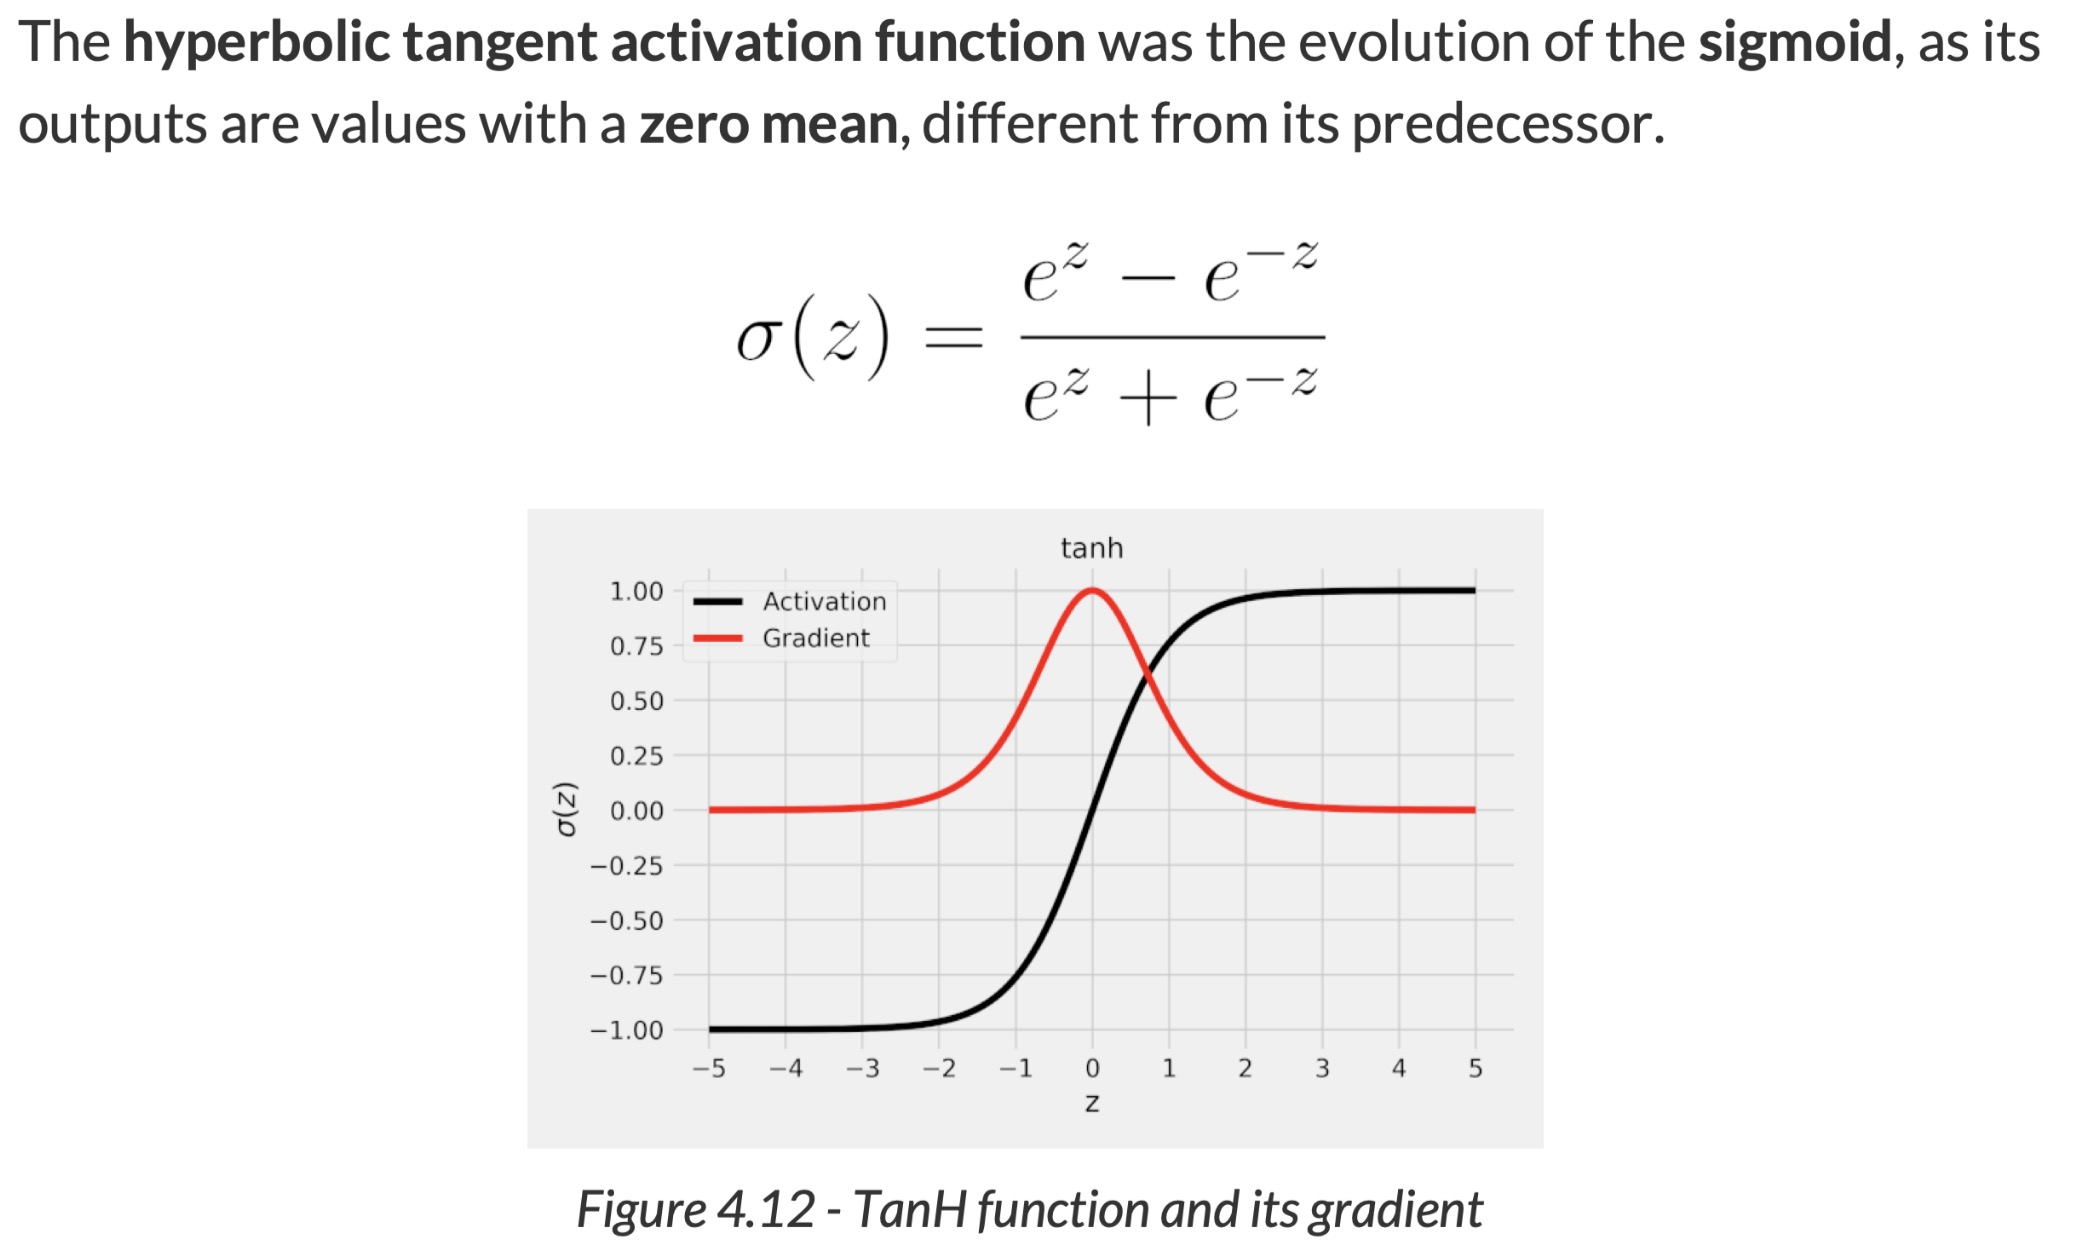 The hyperbolic tangent activation function was the evolution of the sigmoid, as its
outputs are values with a zero mean, different from its predecessor.
σ(z) = (e^z − e^−z) / (e^z + e^−z)
tanh
Activation
Gradient
1.00
0.75
0.50
0.25
0.00
−0.25
−0.50
−0.75
−1.00
σ(z)
−5 −4 −3 −2 −1 0 1 2 3 4 5
z
Figure 4.12 - TanH function and its gradient